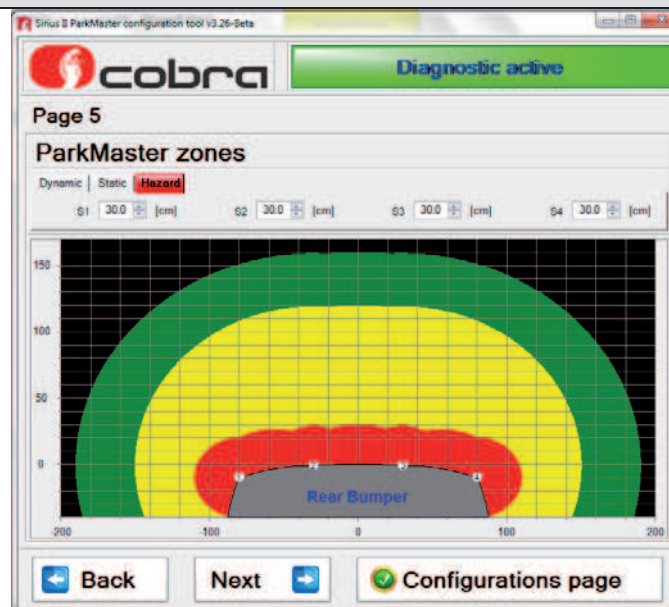 Sirius II ParkMaster configuration tool v3.26-Beta
cobra
Diagnostic active
Page 5
ParkMaster zones
Dynamic Static Hazard
S1 30.0 [cm] S2 30.0 [cm] S3 30.0 [cm] S4 30.0 [cm]
150
100
50
0
1 2 3 4
Rear Bumper
-200 -100 0 100 200
Back Next Configurations page